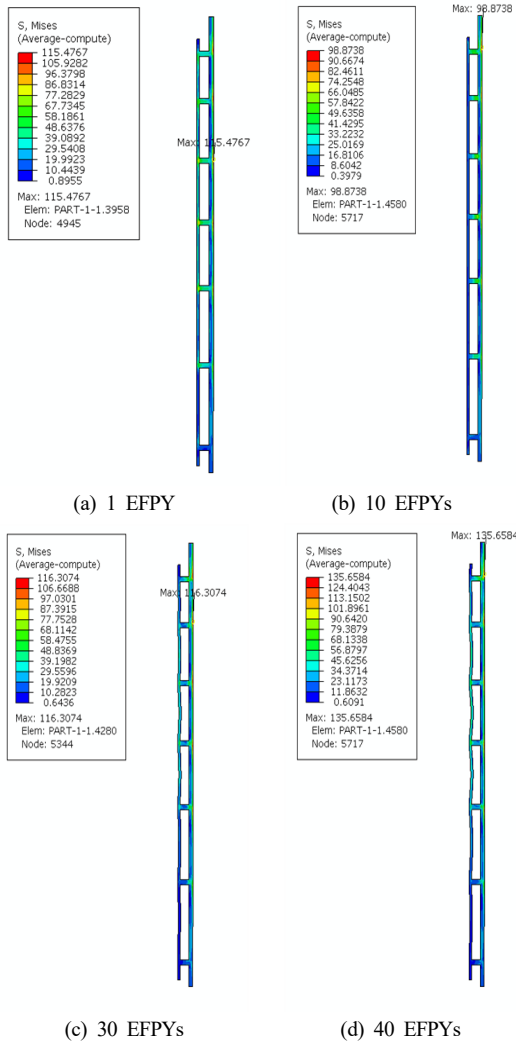 S, Mises
(Average-compute)
115.4767
105.9282
96.3798
86.8314
77.2829
67.7345
58.1861
48.6376
39.0892
29.5408
19.9923
10.4439
0.8955
Max: 115.4767
Elem: PART-1-1.3958
Node: 4945
Max: 115.4767
(a) 1 EFPY
S, Mises
(Average-compute)
98.8738
90.6674
82.4611
74.2548
66.0485
57.8422
49.6358
41.4295
33.2232
25.0169
16.8106
8.6042
0.3979
Max: 98.8738
Elem: PART-1-1.4580
Node: 5717
Max: 98.8738
(b) 10 EFPYs
S, Mises
(Average-compute)
116.3074
106.6688
97.0301
87.3915
77.7528
68.1142
58.4755
48.8369
39.1982
29.5596
19.9209
10.2823
0.6436
Max: 116.3074
Elem: PART-1-1.4280
Node: 5344
Max: 116.3074
(c) 30 EFPYs
S, Mises
(Average-compute)
135.6584
124.4043
113.1502
101.8961
90.6420
79.3879
68.1338
56.8797
45.6256
34.3714
23.1173
11.8632
0.6091
Max: 135.6584
Elem: PART-1-1.4580
Node: 5717
Max: 135.6584
(d) 40 EFPYs